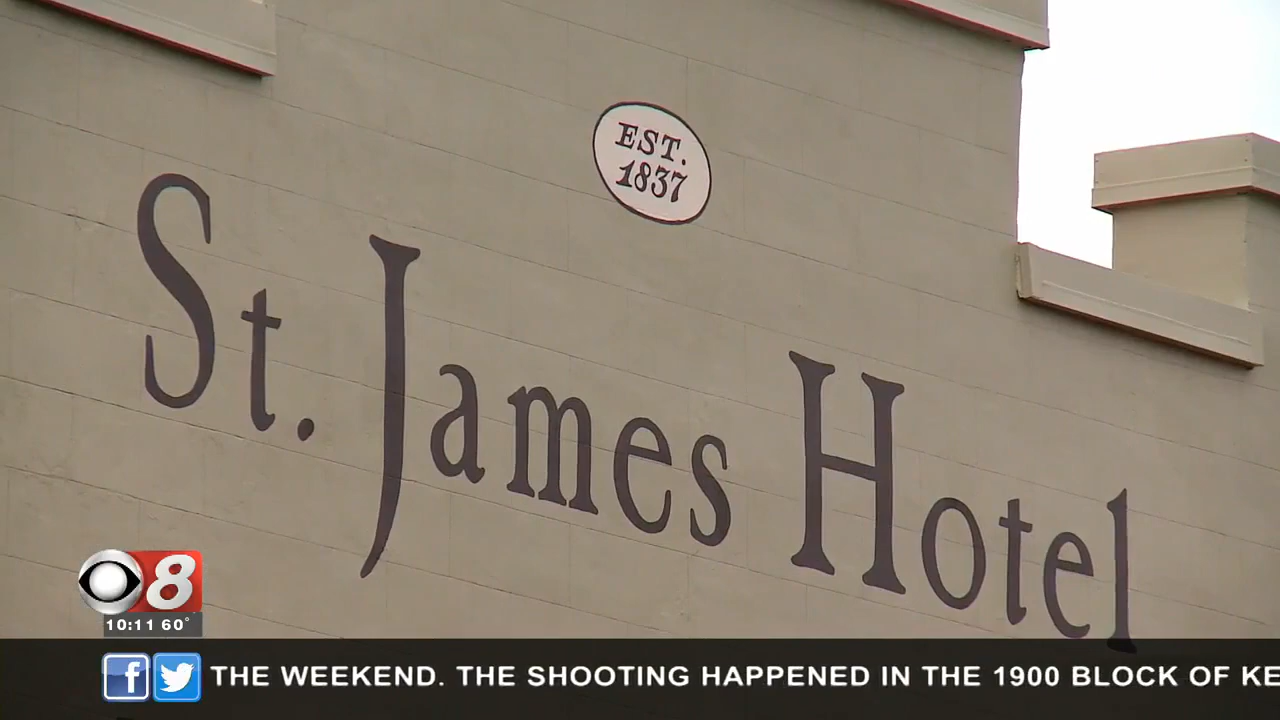 EST.
1837
St. James Hotel
8
10:11 60°
f
THE WEEKEND. THE SHOOTING HAPPENED IN THE 1900 BLOCK OF KE